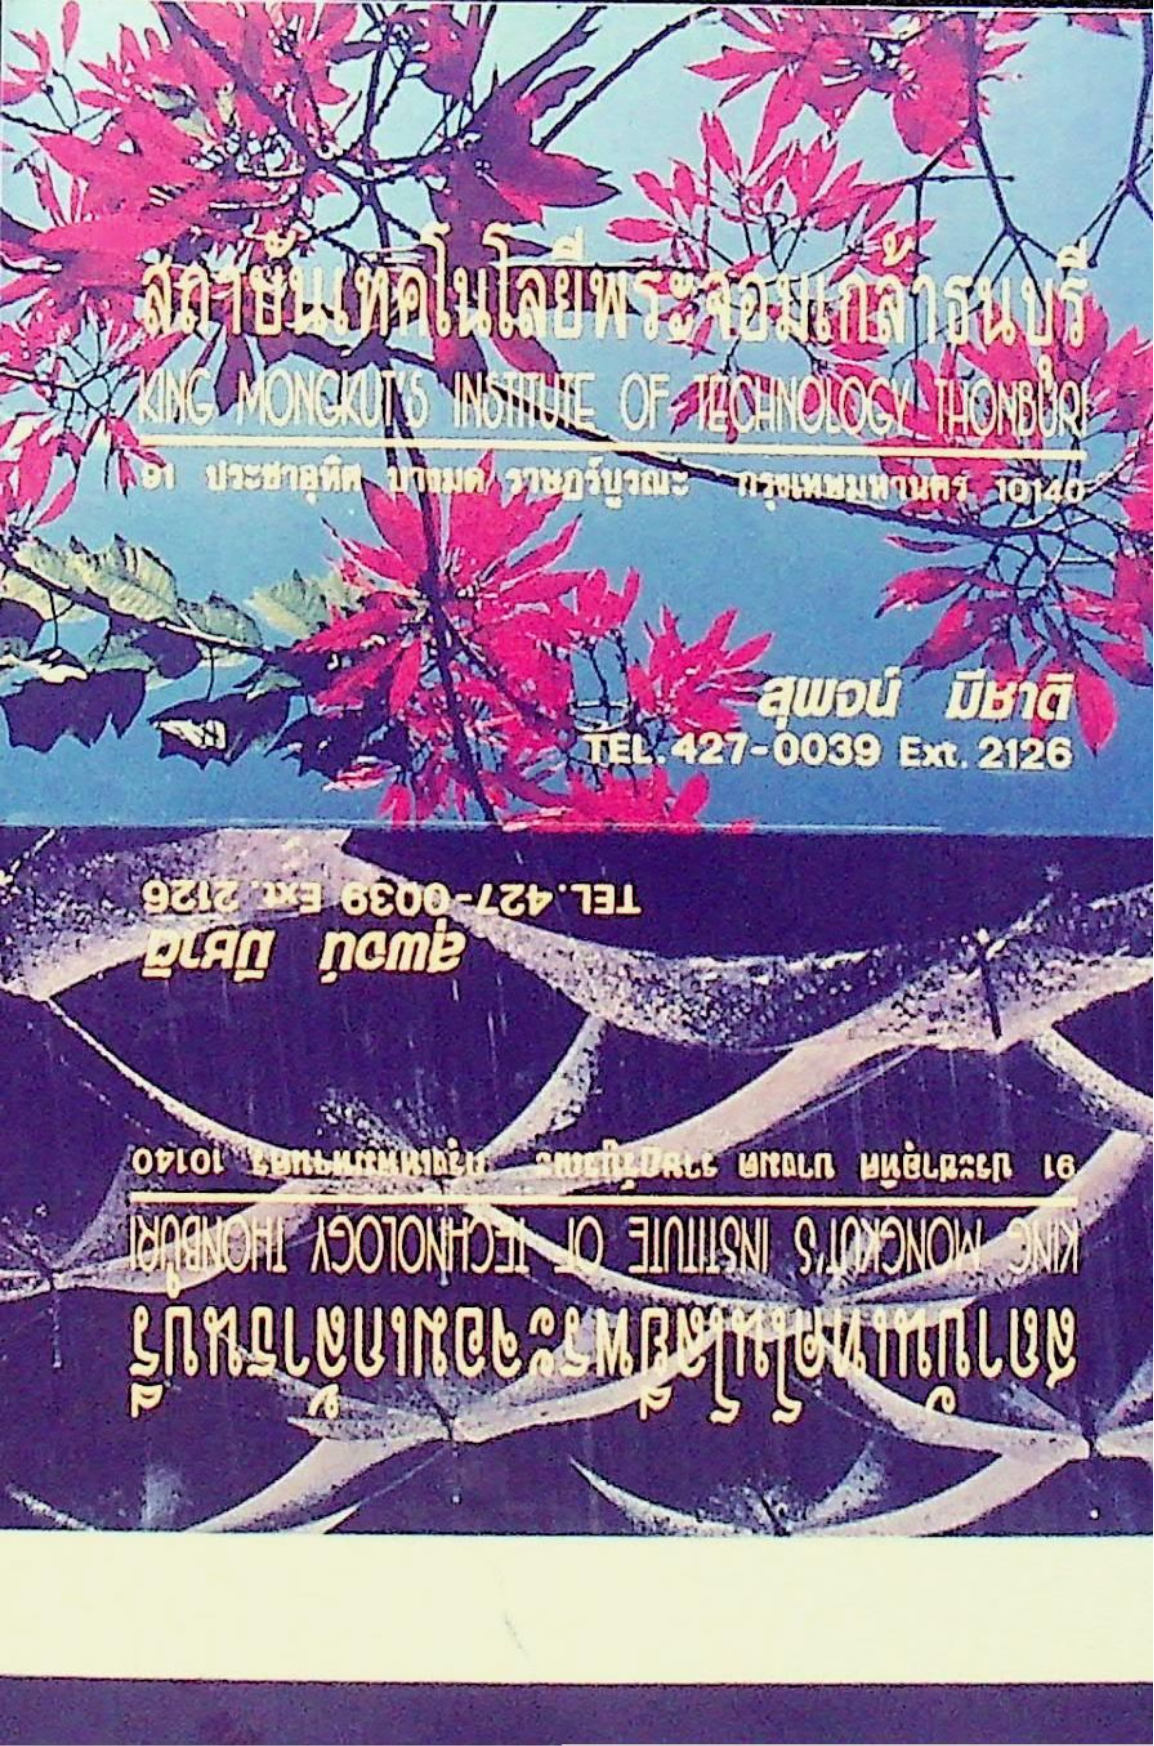 สถาบันเทคโนโลยีพระจอมเกล้าธนบุรี
KING MONGKUT'S INSTITUTE OF TECHNOLOGY THONBURI
91 ประชาอุทิศ บางมด ราษฎร์บูรณะ กรุงเทพมหานคร 10140
สุพจน์ มีชาติ
TEL.427-0039 Ext.2126
สถาบันเทคโนโลยีพระจอมเกล้าธนบุรี
KING MONGKUT'S INSTITUTE OF TECHNOLOGY THONBURI
91 ประชาอุทิศ บางมด ราษฎร์บูรณะ กรุงเทพมหานคร 10140
สุพจน์ มีชาติ
TEL.427-0039 Ext.2126